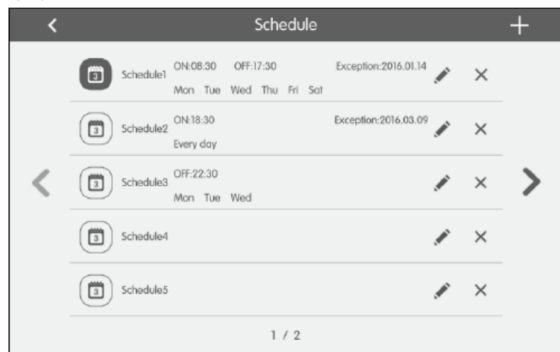 Schedule
Schedule1 ON:08:30 OFF:17:30 Exception:2016.01.14
Mon Tue Wed Thu Fri Sat
Schedule2 ON:18:30 Exception:2016.03.09
Every day
Schedule3 OFF:22:30
Mon Tue Wed
Schedule4
Schedule5
1 / 2